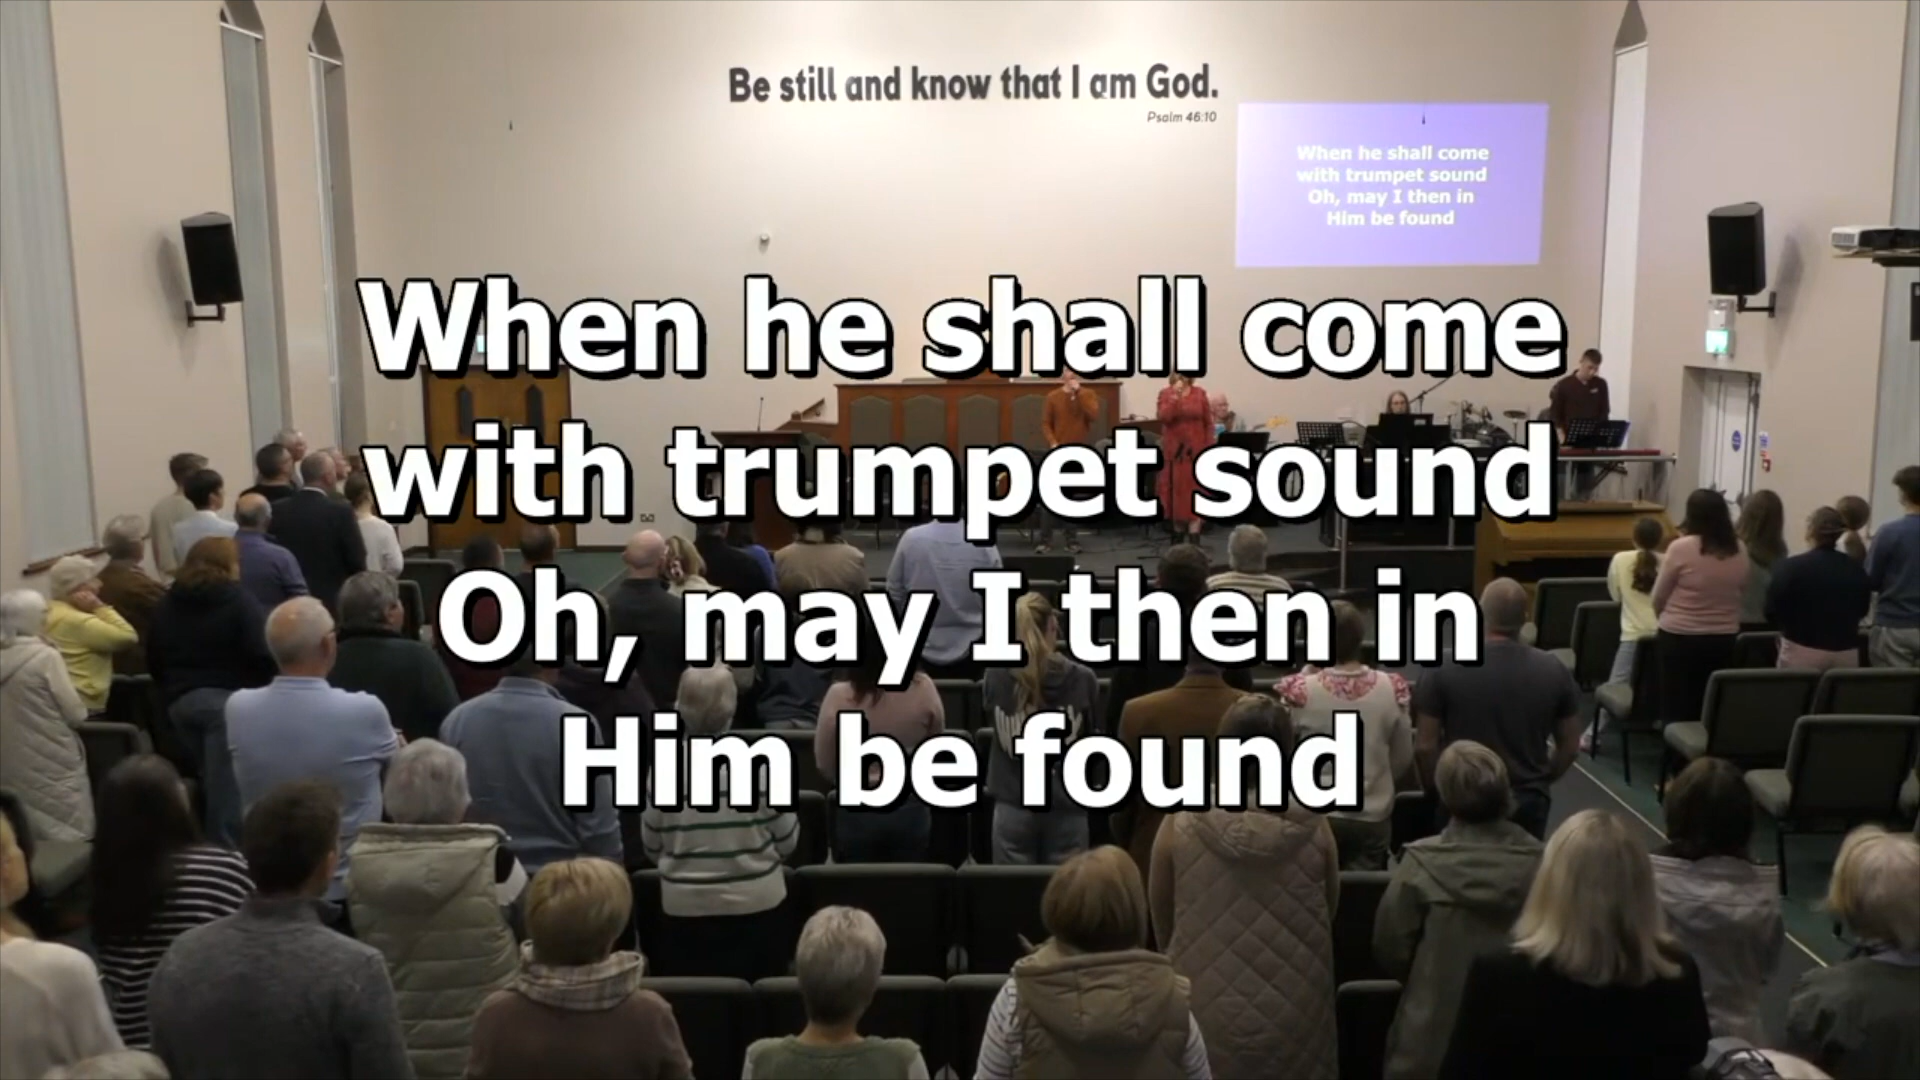 Be still and know that I am God.
Psalm 46:10
When he shall come
with trumpet sound
Oh, may I then in
Him be found
When he shall come
with trumpet sound
Oh, may I then in
Him be found